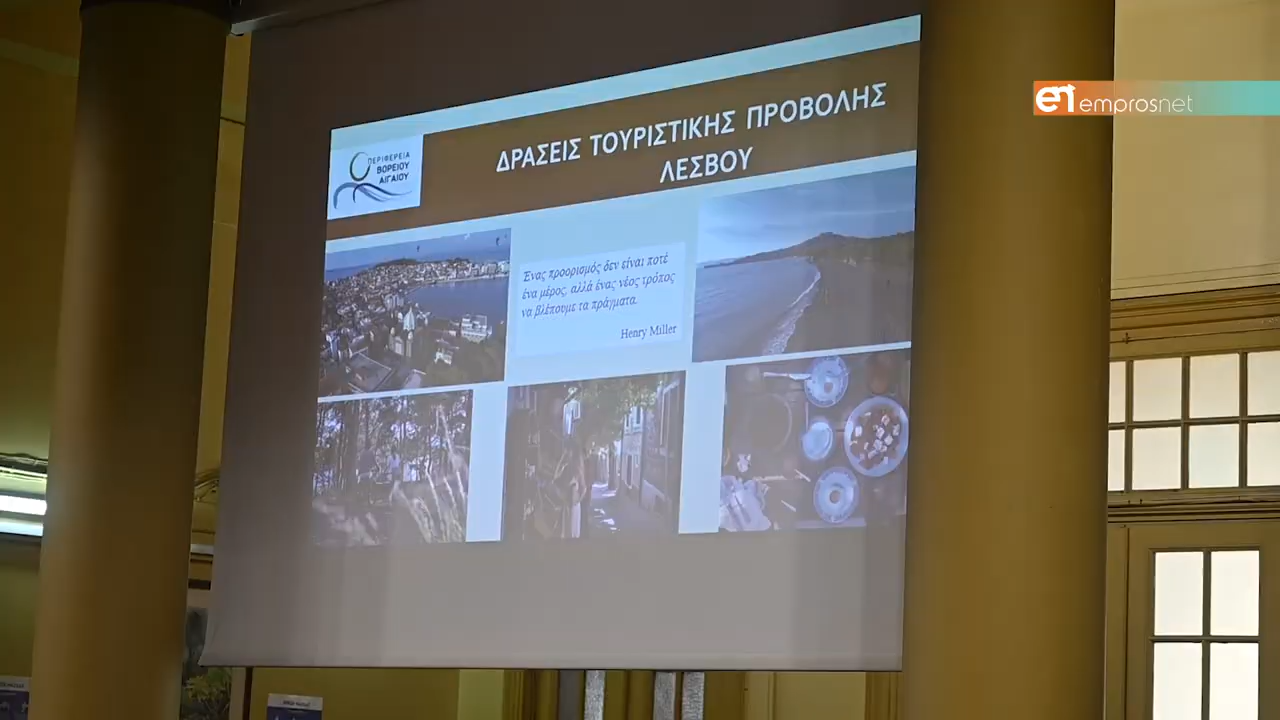 emprosnet
ΔΡΑΣΕΙΣ ΤΟΥΡΙΣΤΙΚΗΣ ΠΡΟΒΟΛΗΣ
ΛΕΣΒΟΥ
ΠΕΡΙΦΕΡΕΙΑ
ΒΟΡΕΙΟΥ
ΑΙΓΑΙΟΥ
Ένας προορισμός δεν είναι ποτέ
ένα μέρος, αλλά ένας νέος τρόπος
να βλέπουμε τα πράγματα.
Henry Miller